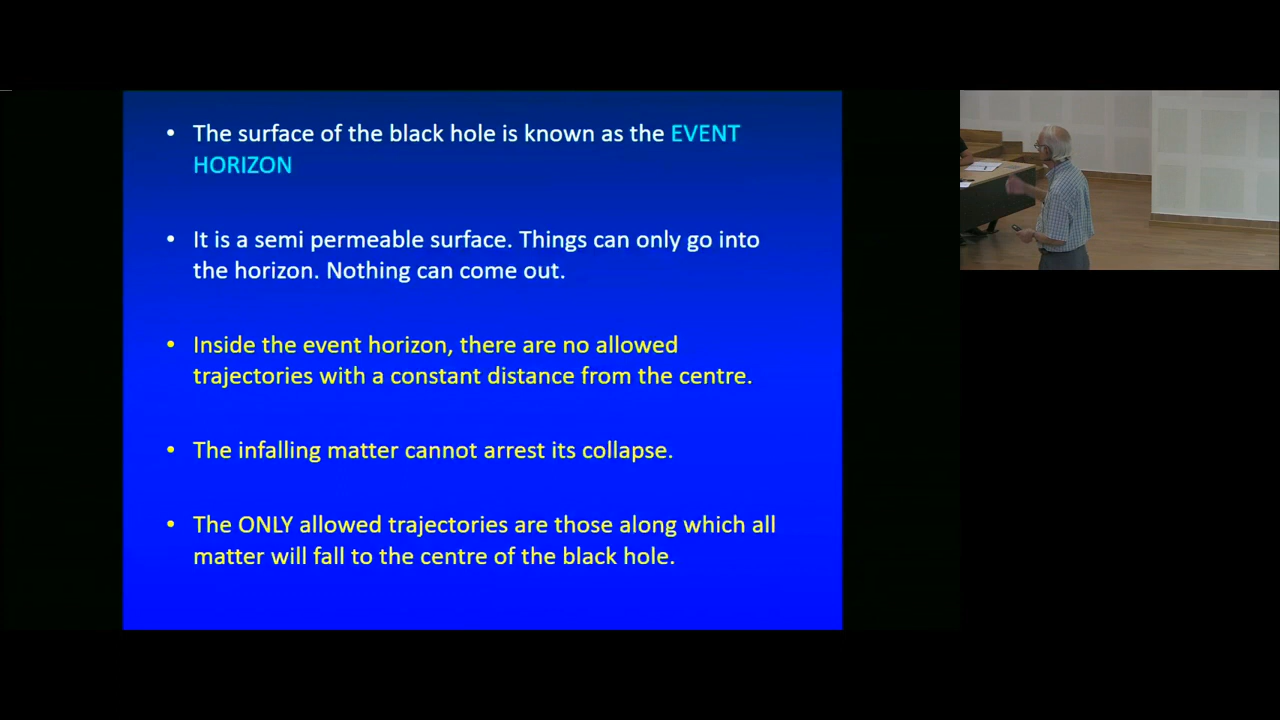 • The surface of the black hole is known as the EVENT
HORIZON
• It is a semi permeable surface. Things can only go into
the horizon. Nothing can come out.
• Inside the event horizon, there are no allowed
trajectories with a constant distance from the centre.
• The infalling matter cannot arrest its collapse.
• The ONLY allowed trajectories are those along which all
matter will fall to the centre of the black hole.